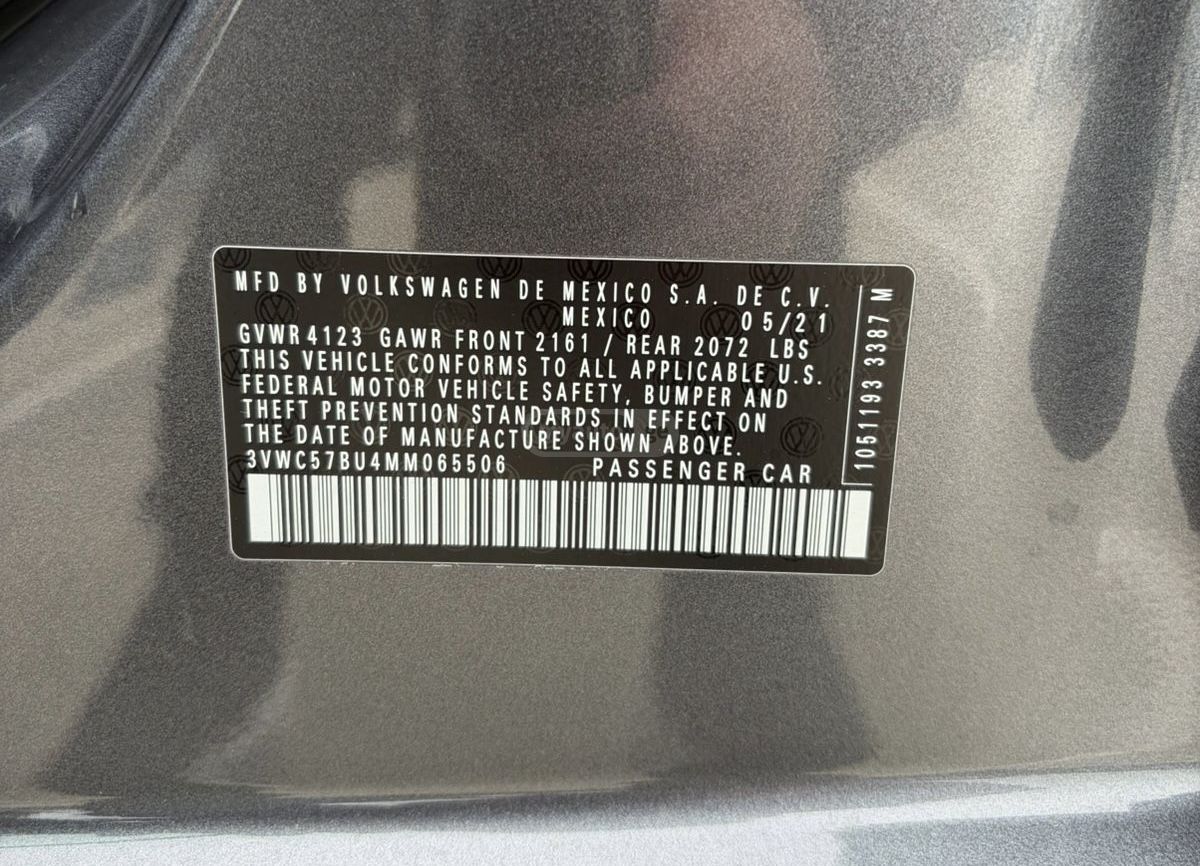 MFD BY VOLKSWAGEN DE MEXICO S.A. DE C.V.
MEXICO 05/21
GVWR 4123 GAWR FRONT 2161 / REAR 2072 LBS
THIS VEHICLE CONFORMS TO ALL APPLICABLE U.S.
FEDERAL MOTOR VEHICLE SAFETY, BUMPER AND
THEFT PREVENTION STANDARDS IN EFFECT ON
THE DATE OF MANUFACTURE SHOWN ABOVE.
3VWC57BU4MM065506 PASSENGER CAR
1051193 3387 M